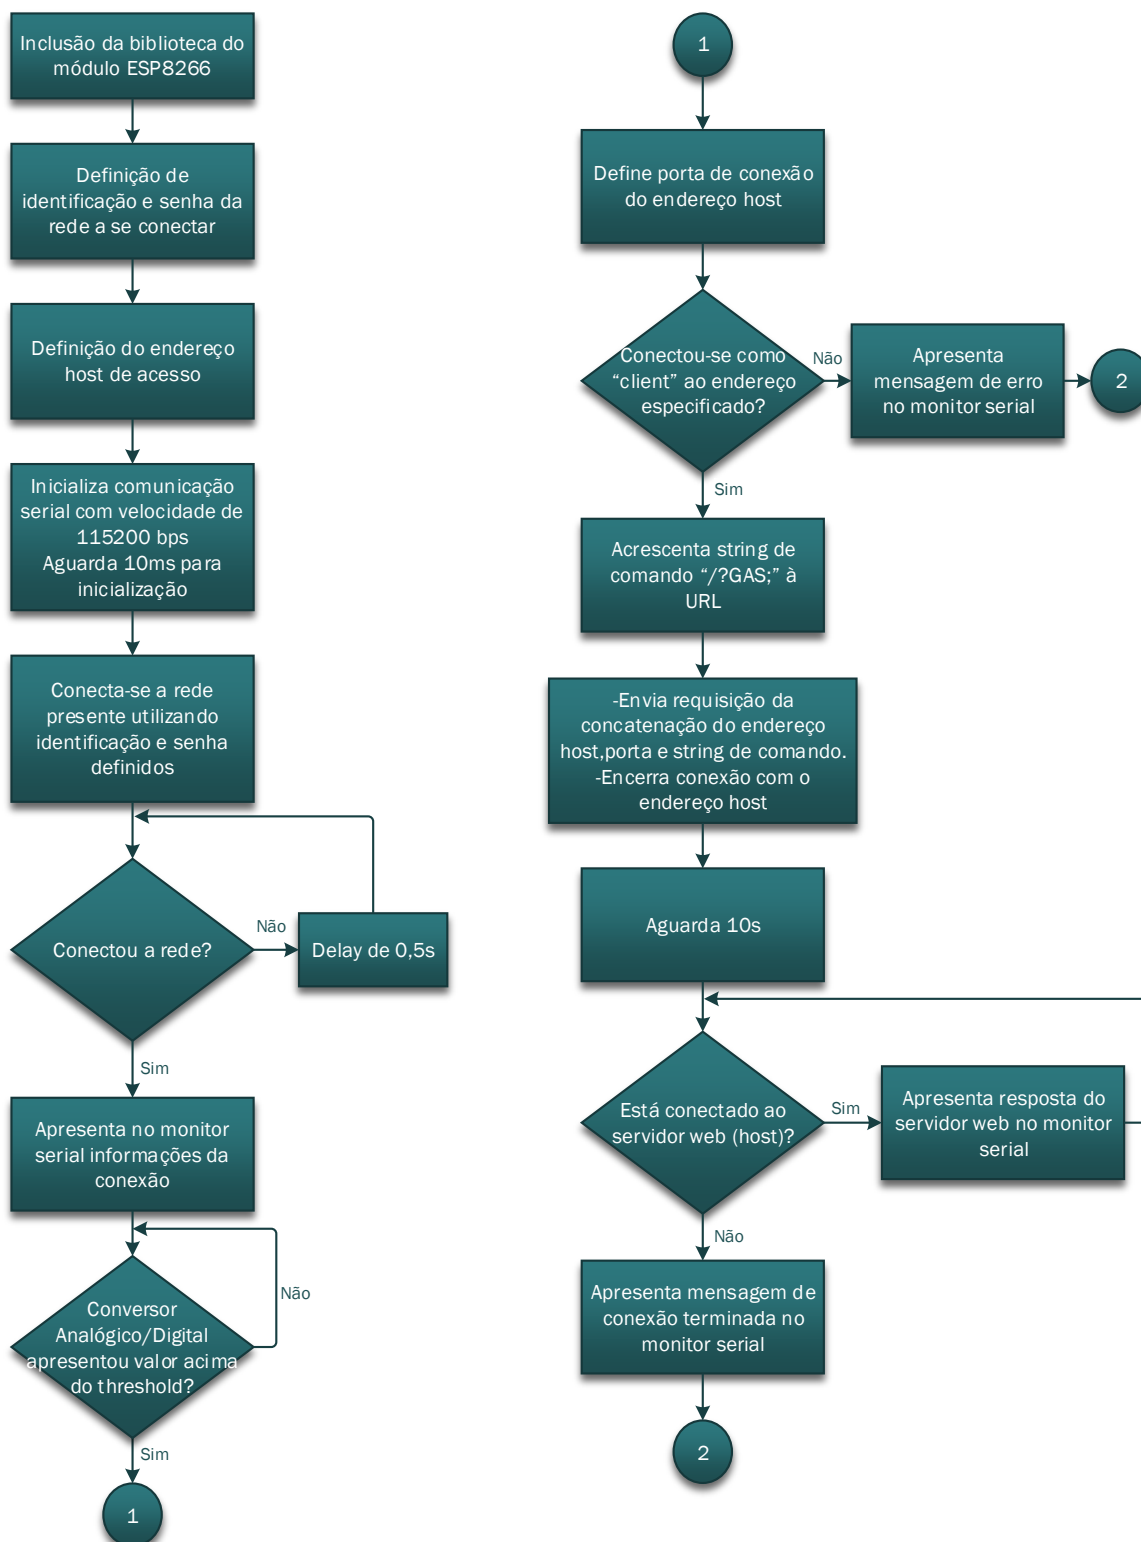 Inclusão da biblioteca do
módulo ESP8266
Definição de
identificação e senha da
rede a se conectar
Definição do endereço
host de acesso
Inicializa comunicação
serial com velocidade de
115200 bps
Aguarda 10ms para
inicialização
Conecta-se a rede
presente utilizando
identificação e senha
definidos
Conectou a rede?
Não
Delay de 0,5s
Sim
Apresenta no monitor
serial informações da
conexão
Conversor
Analógico/Digital
apresentou valor acima
do threshold?
Não
Sim
1
1
Define porta de conexão
do endereço host
Conectou-se como
“client” ao endereço
especificado?
Não
Apresenta
mensagem de erro
no monitor serial
2
Sim
Acrescenta string de
comando “/?GAS;” à
URL
-Envia requisição da
concatenação do endereço
host,porta e string de comando.
-Encerra conexão com o
endereço host
Aguarda 10s
Está conectado ao
servidor web (host)?
Sim
Apresenta resposta do
servidor web no monitor
serial
Não
Apresenta mensagem de
conexão terminada no
monitor serial
2